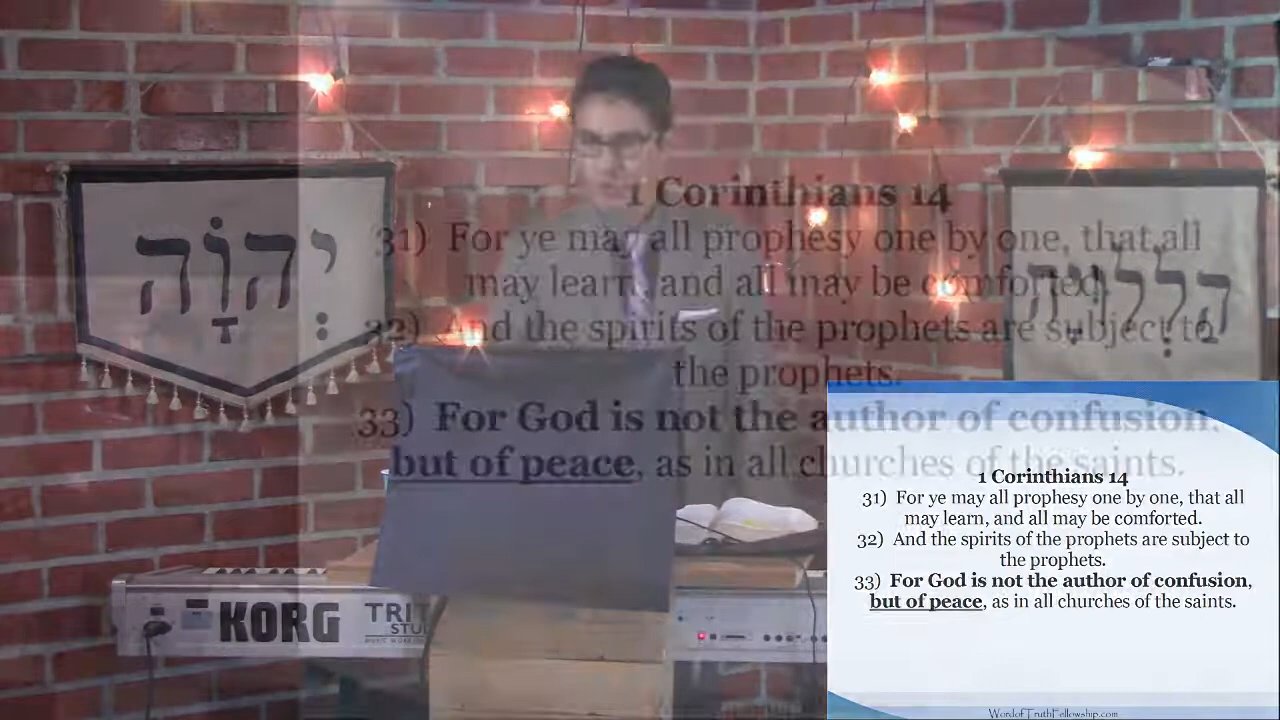 יְהוָֹה
הַלְלוּיָהּ
1 Corinthians 14
31) For ye may all prophesy one by one, that all
may learn, and all may be comforted.
32) And the spirits of the prophets are subject to
the prophets.
33) For God is not the author of confusion,
but of peace, as in all churches of the saints.
KORG
TRIT
STU
1 Corinthians 14
31) For ye may all prophesy one by one, that all
may learn, and all may be comforted.
32) And the spirits of the prophets are subject to
the prophets.
33) For God is not the author of confusion,
but of peace, as in all churches of the saints.
WordofTruthFellowship.com